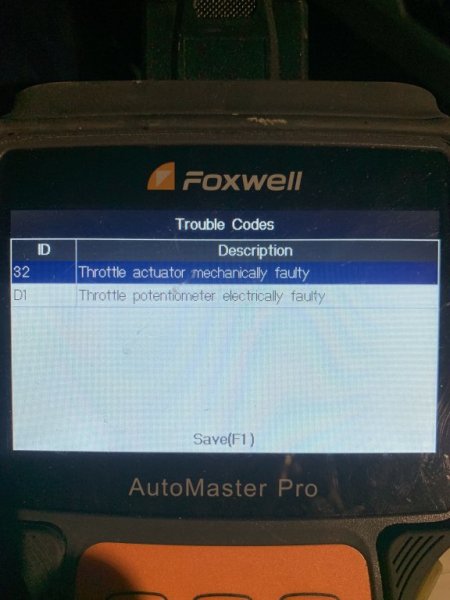 FOXWELL
Trouble Codes
ID Description
32 Throttle actuator mechanically faulty
D1 Throttle potentiometer electrically faulty
Save(F1)
AutoMaster Pro